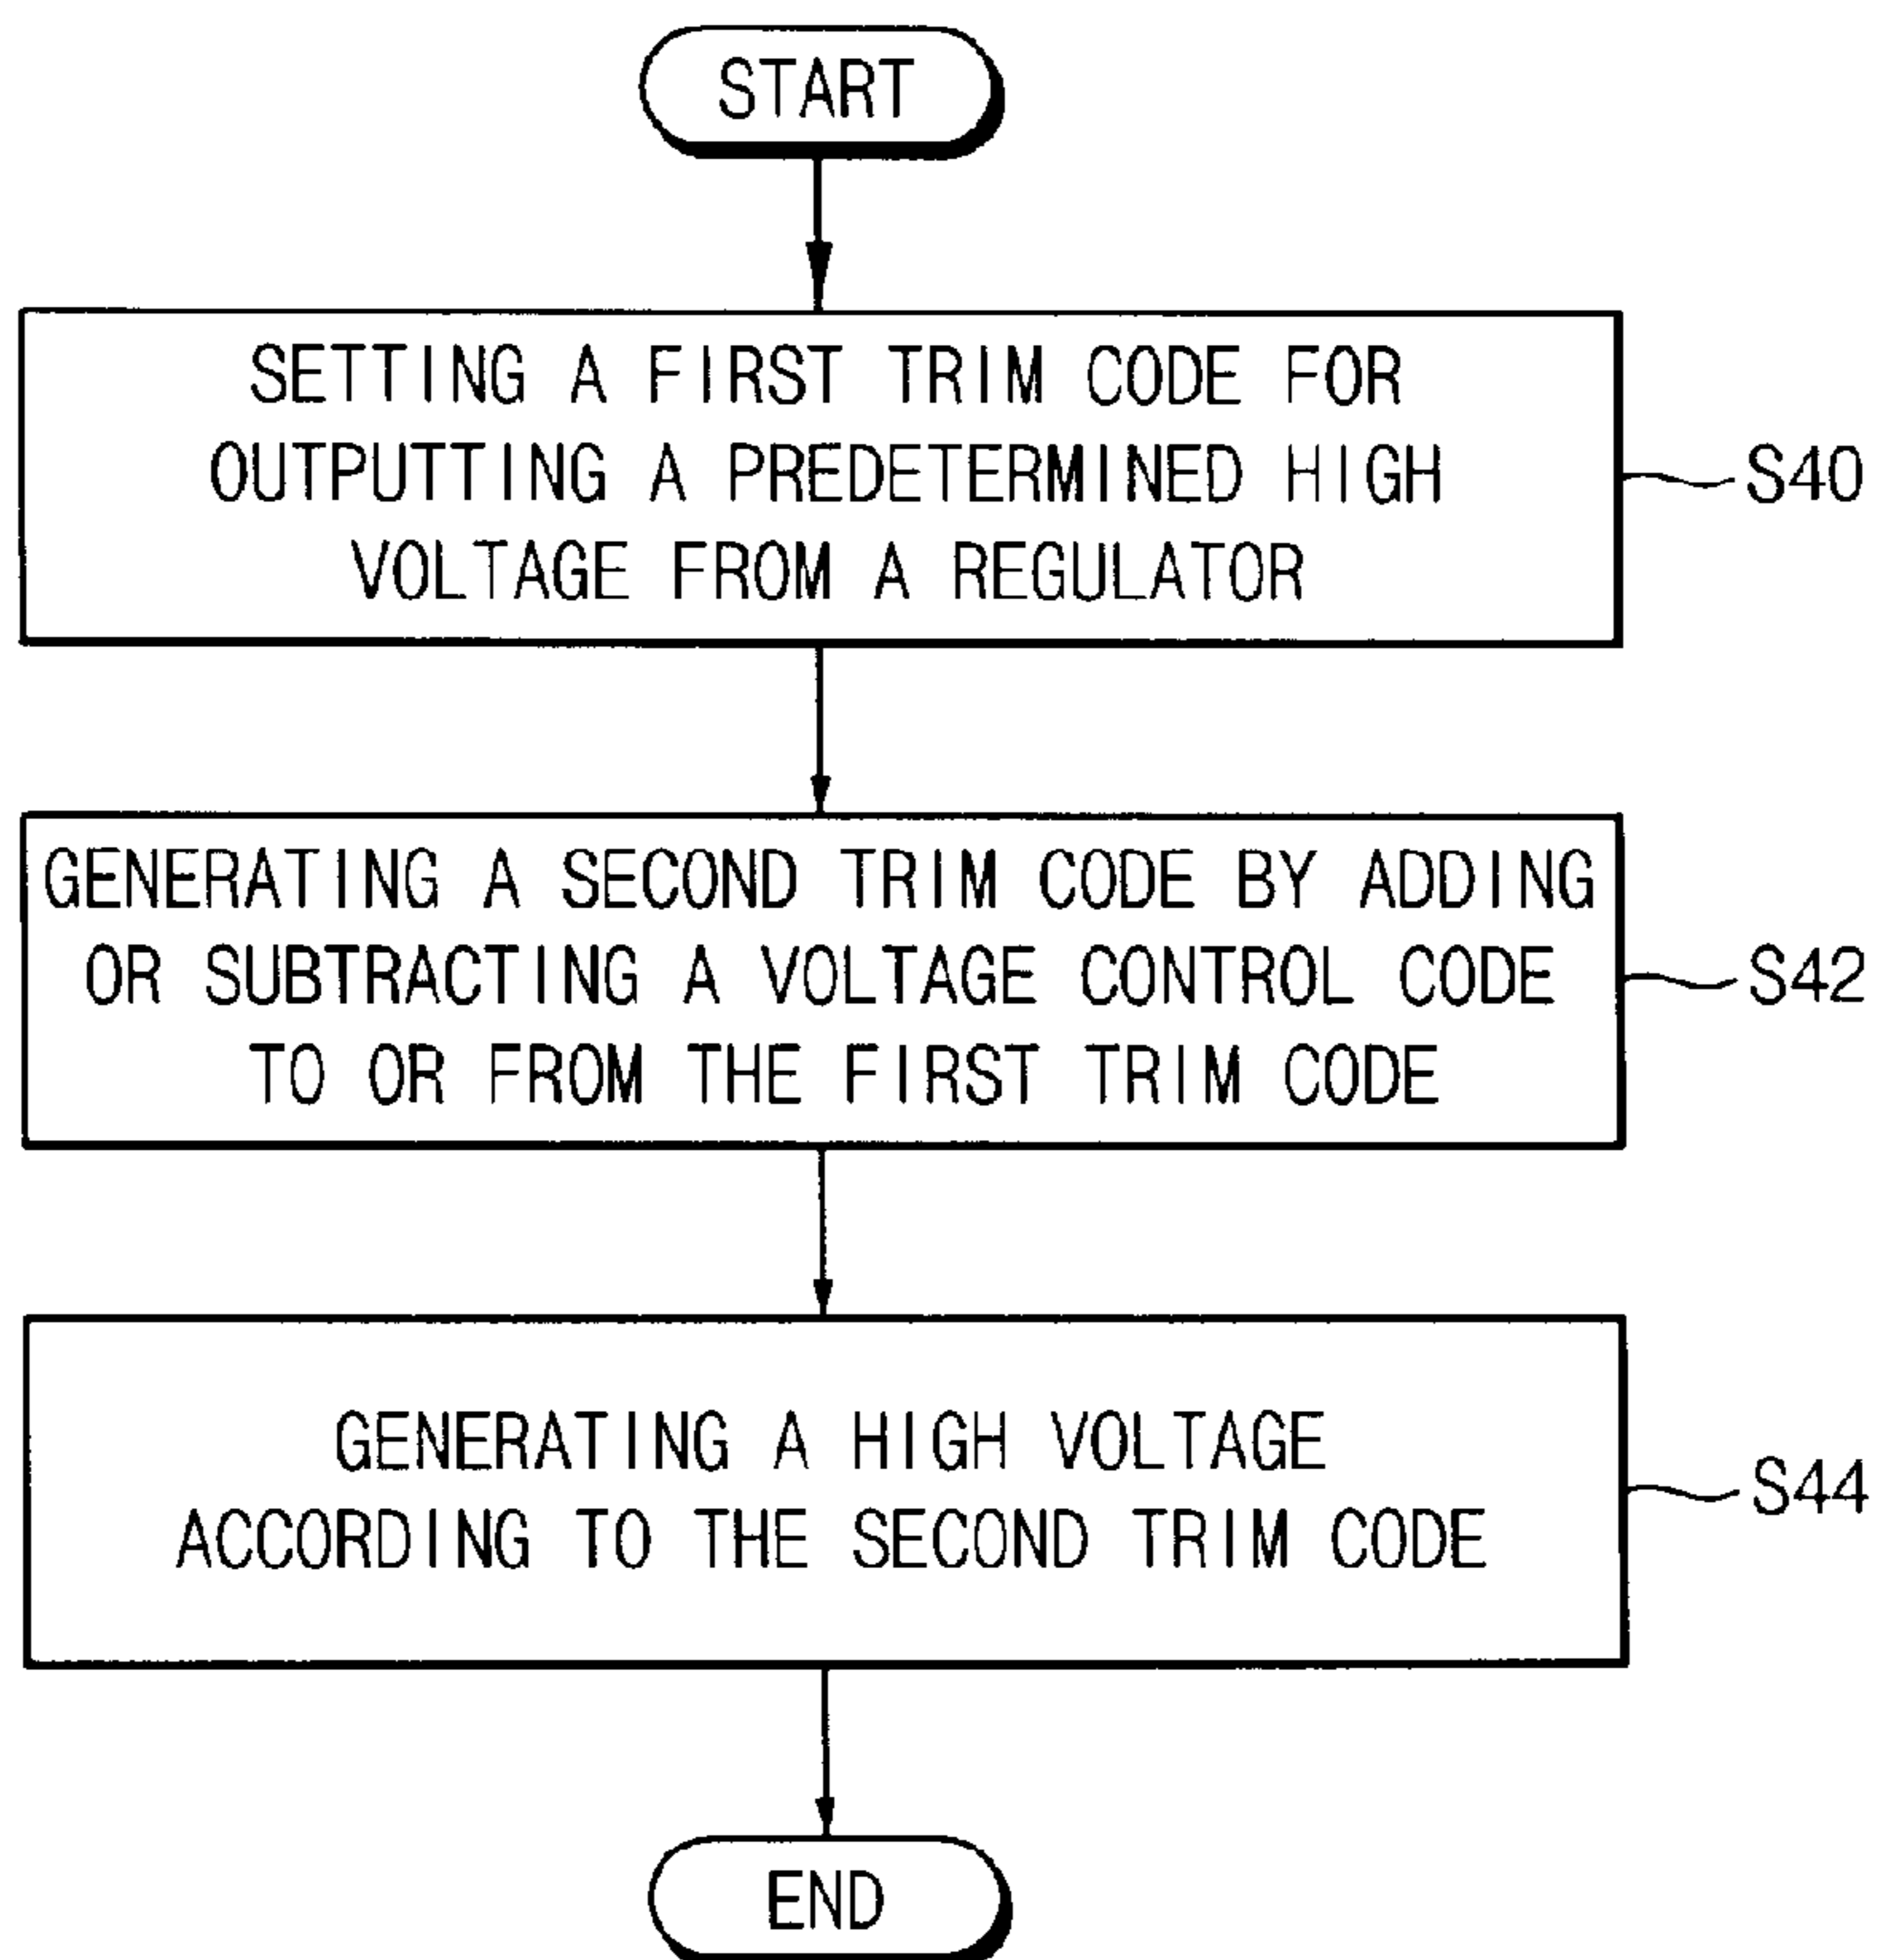 START
SETTING A FIRST TRIM CODE FOR
OUTPUTTING A PREDETERMINED HIGH
VOLTAGE FROM A REGULATOR
S40
GENERATING A SECOND TRIM CODE BY ADDING
OR SUBTRACTING A VOLTAGE CONTROL CODE
TO OR FROM THE FIRST TRIM CODE
S42
GENERATING A HIGH VOLTAGE
ACCORDING TO THE SECOND TRIM CODE
S44
END